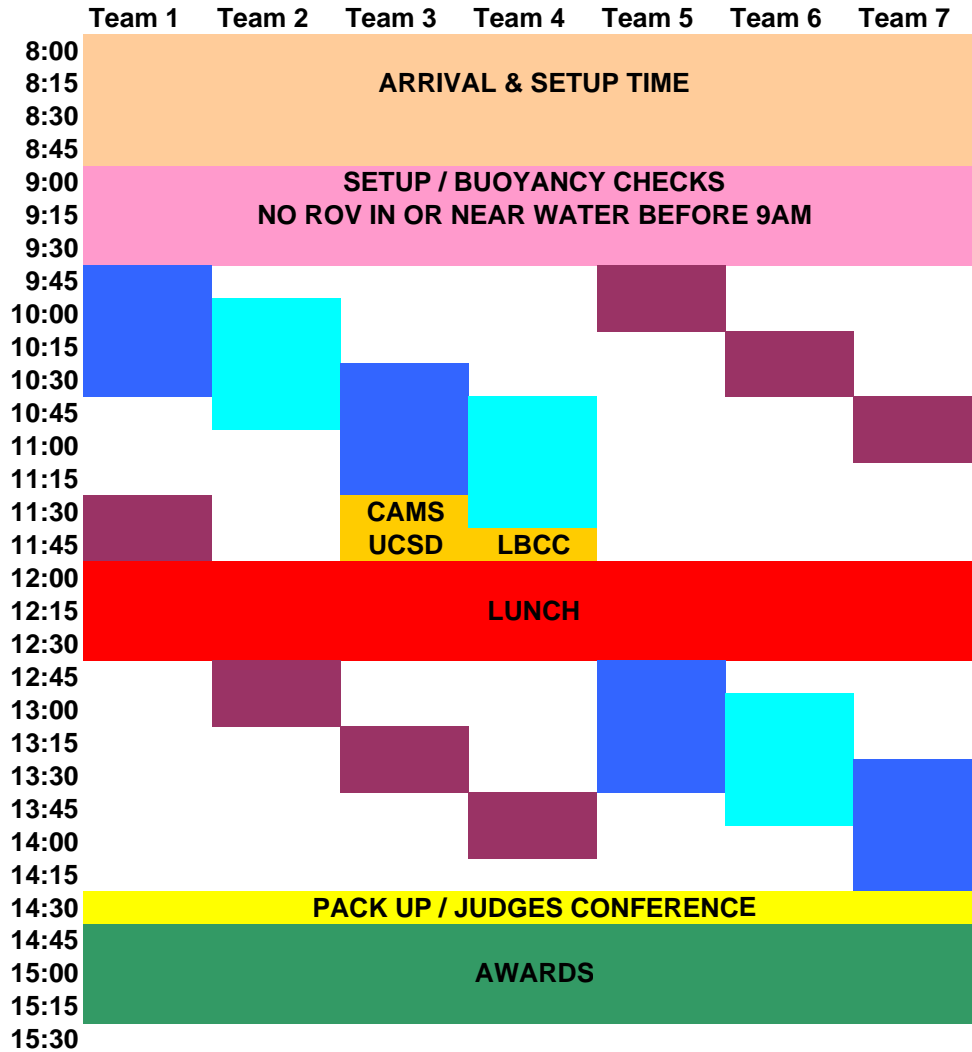 Team 1 Team 2 Team 3 Team 4 Team 5 Team 6 Team 7
8:00
8:15 ARRIVAL & SETUP TIME
8:30
8:45
9:00 SETUP / BUOYANCY CHECKS
9:15 NO ROV IN OR NEAR WATER BEFORE 9AM
9:30
9:45
10:00
10:15
10:30
10:45
11:00
11:15
11:30 CAMS
11:45 UCSD LBCC
12:00
12:15 LUNCH
12:30
12:45
13:00
13:15
13:30
13:45
14:00
14:15
14:30 PACK UP / JUDGES CONFERENCE
14:45
15:00 AWARDS
15:15
15:30